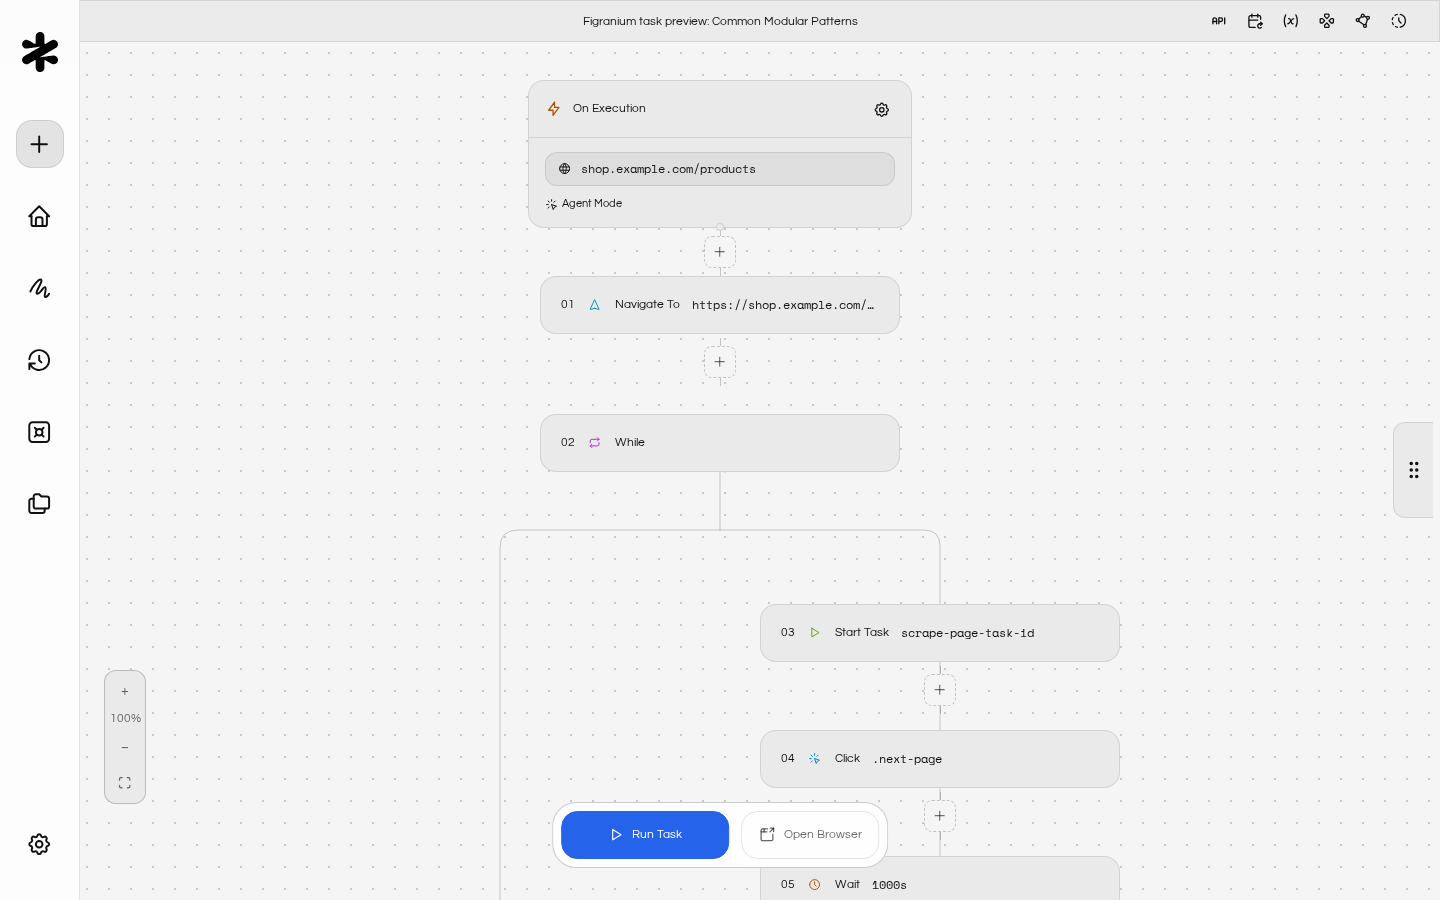 Figranium task preview: Common Modular Patterns
API
(x)
On Execution
shop.example.com/products
Agent Mode
01 Navigate To https://shop.example.com/…
02 While
03 Start Task scrape-page-task-id
+
100%
−
04 Click .next-page
Run Task
Open Browser
05 Wait 1000s